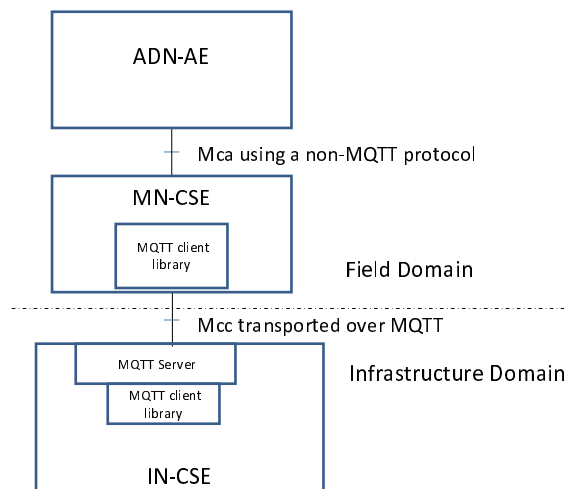 ADN-AE
Mca using a non-MQTT protocol
MN-CSE
MQTT client
library
Field Domain
Mcc transported over MQTT
MQTT Server
Infrastructure Domain
MQTT client
library
IN-CSE